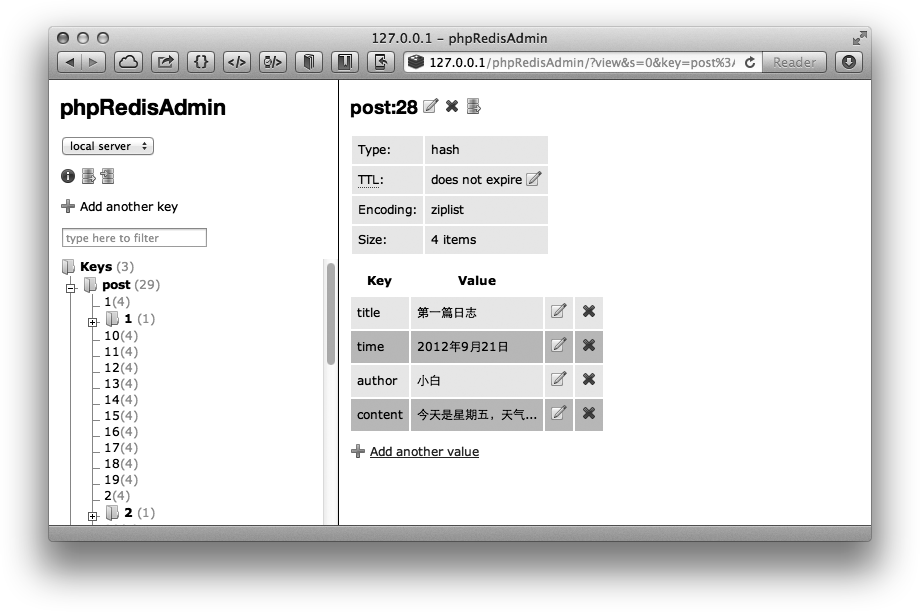 127.0.0.1 – phpRedisAdmin
127.0.0.1/phpRedisAdmin/?view&s=0&key=post%3A
Reader
phpRedisAdmin
local server
Add another key
type here to filter
Keys (3)
post (29)
1(4)
1 (1)
10(4)
11(4)
12(4)
13(4)
14(4)
15(4)
16(4)
17(4)
18(4)
19(4)
2(4)
2 (1)
post:28
Type: hash
TTL: does not expire
Encoding: ziplist
Size: 4 items
Key Value
title 第一篇日志
time 2012年9月21日
author 小白
content 今天是星期五，天气...
Add another value